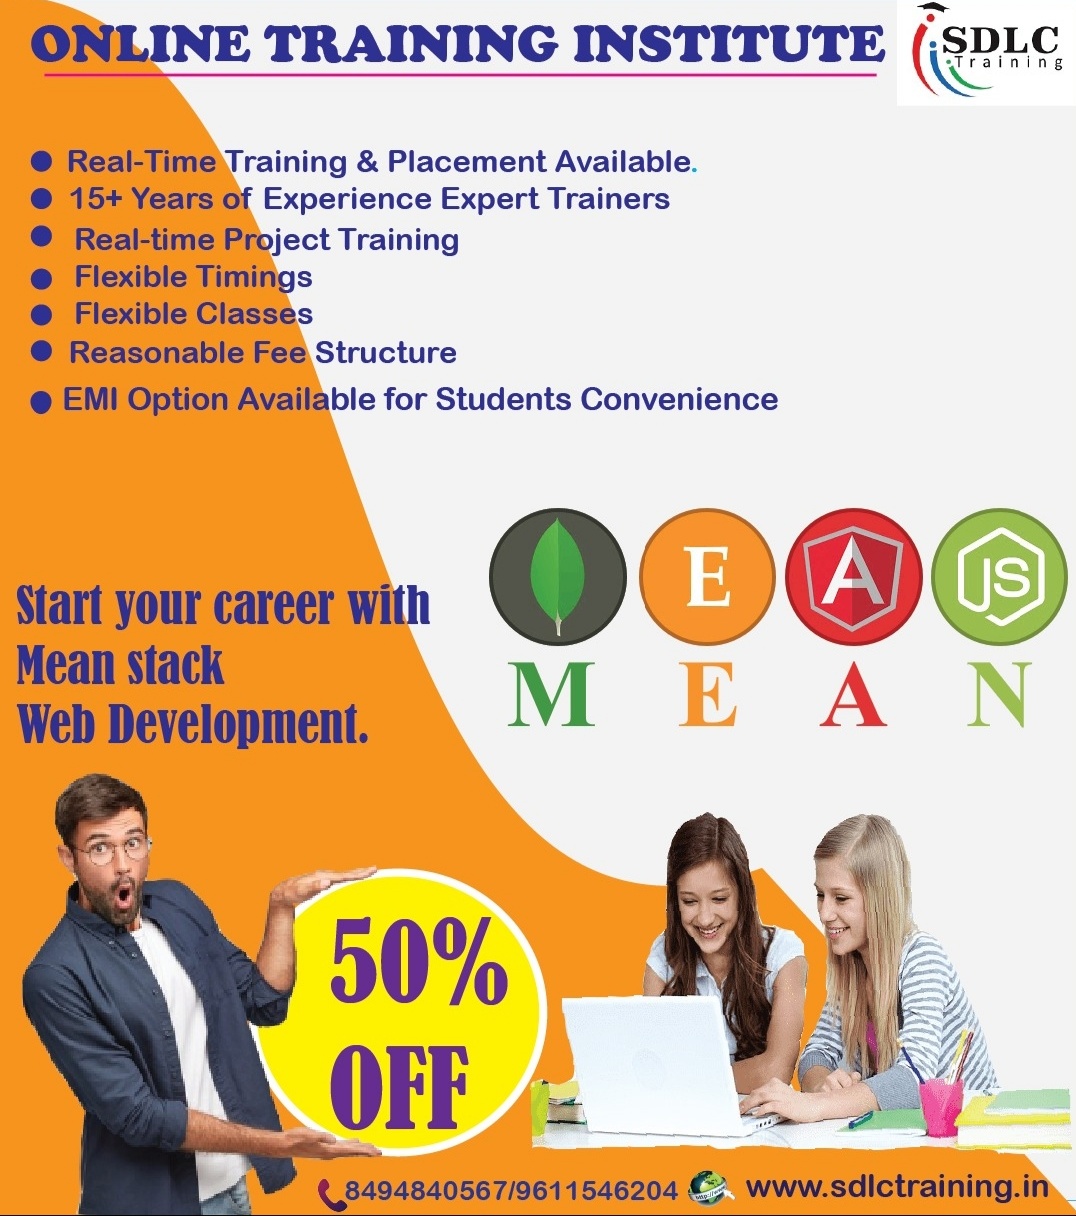 ONLINE TRAINING INSTITUTE
SDLC
Training
Real-Time Training & Placement Available.
15+ Years of Experience Expert Trainers
Real-time Project Training
Flexible Timings
Flexible Classes
Reasonable Fee Structure
EMI Option Available for Students Convenience
E A JS
M E A N
Start your career with
Mean stack
Web Development.
50%
OFF
8494840567/9611546204 http://www www.sdlctraining.in